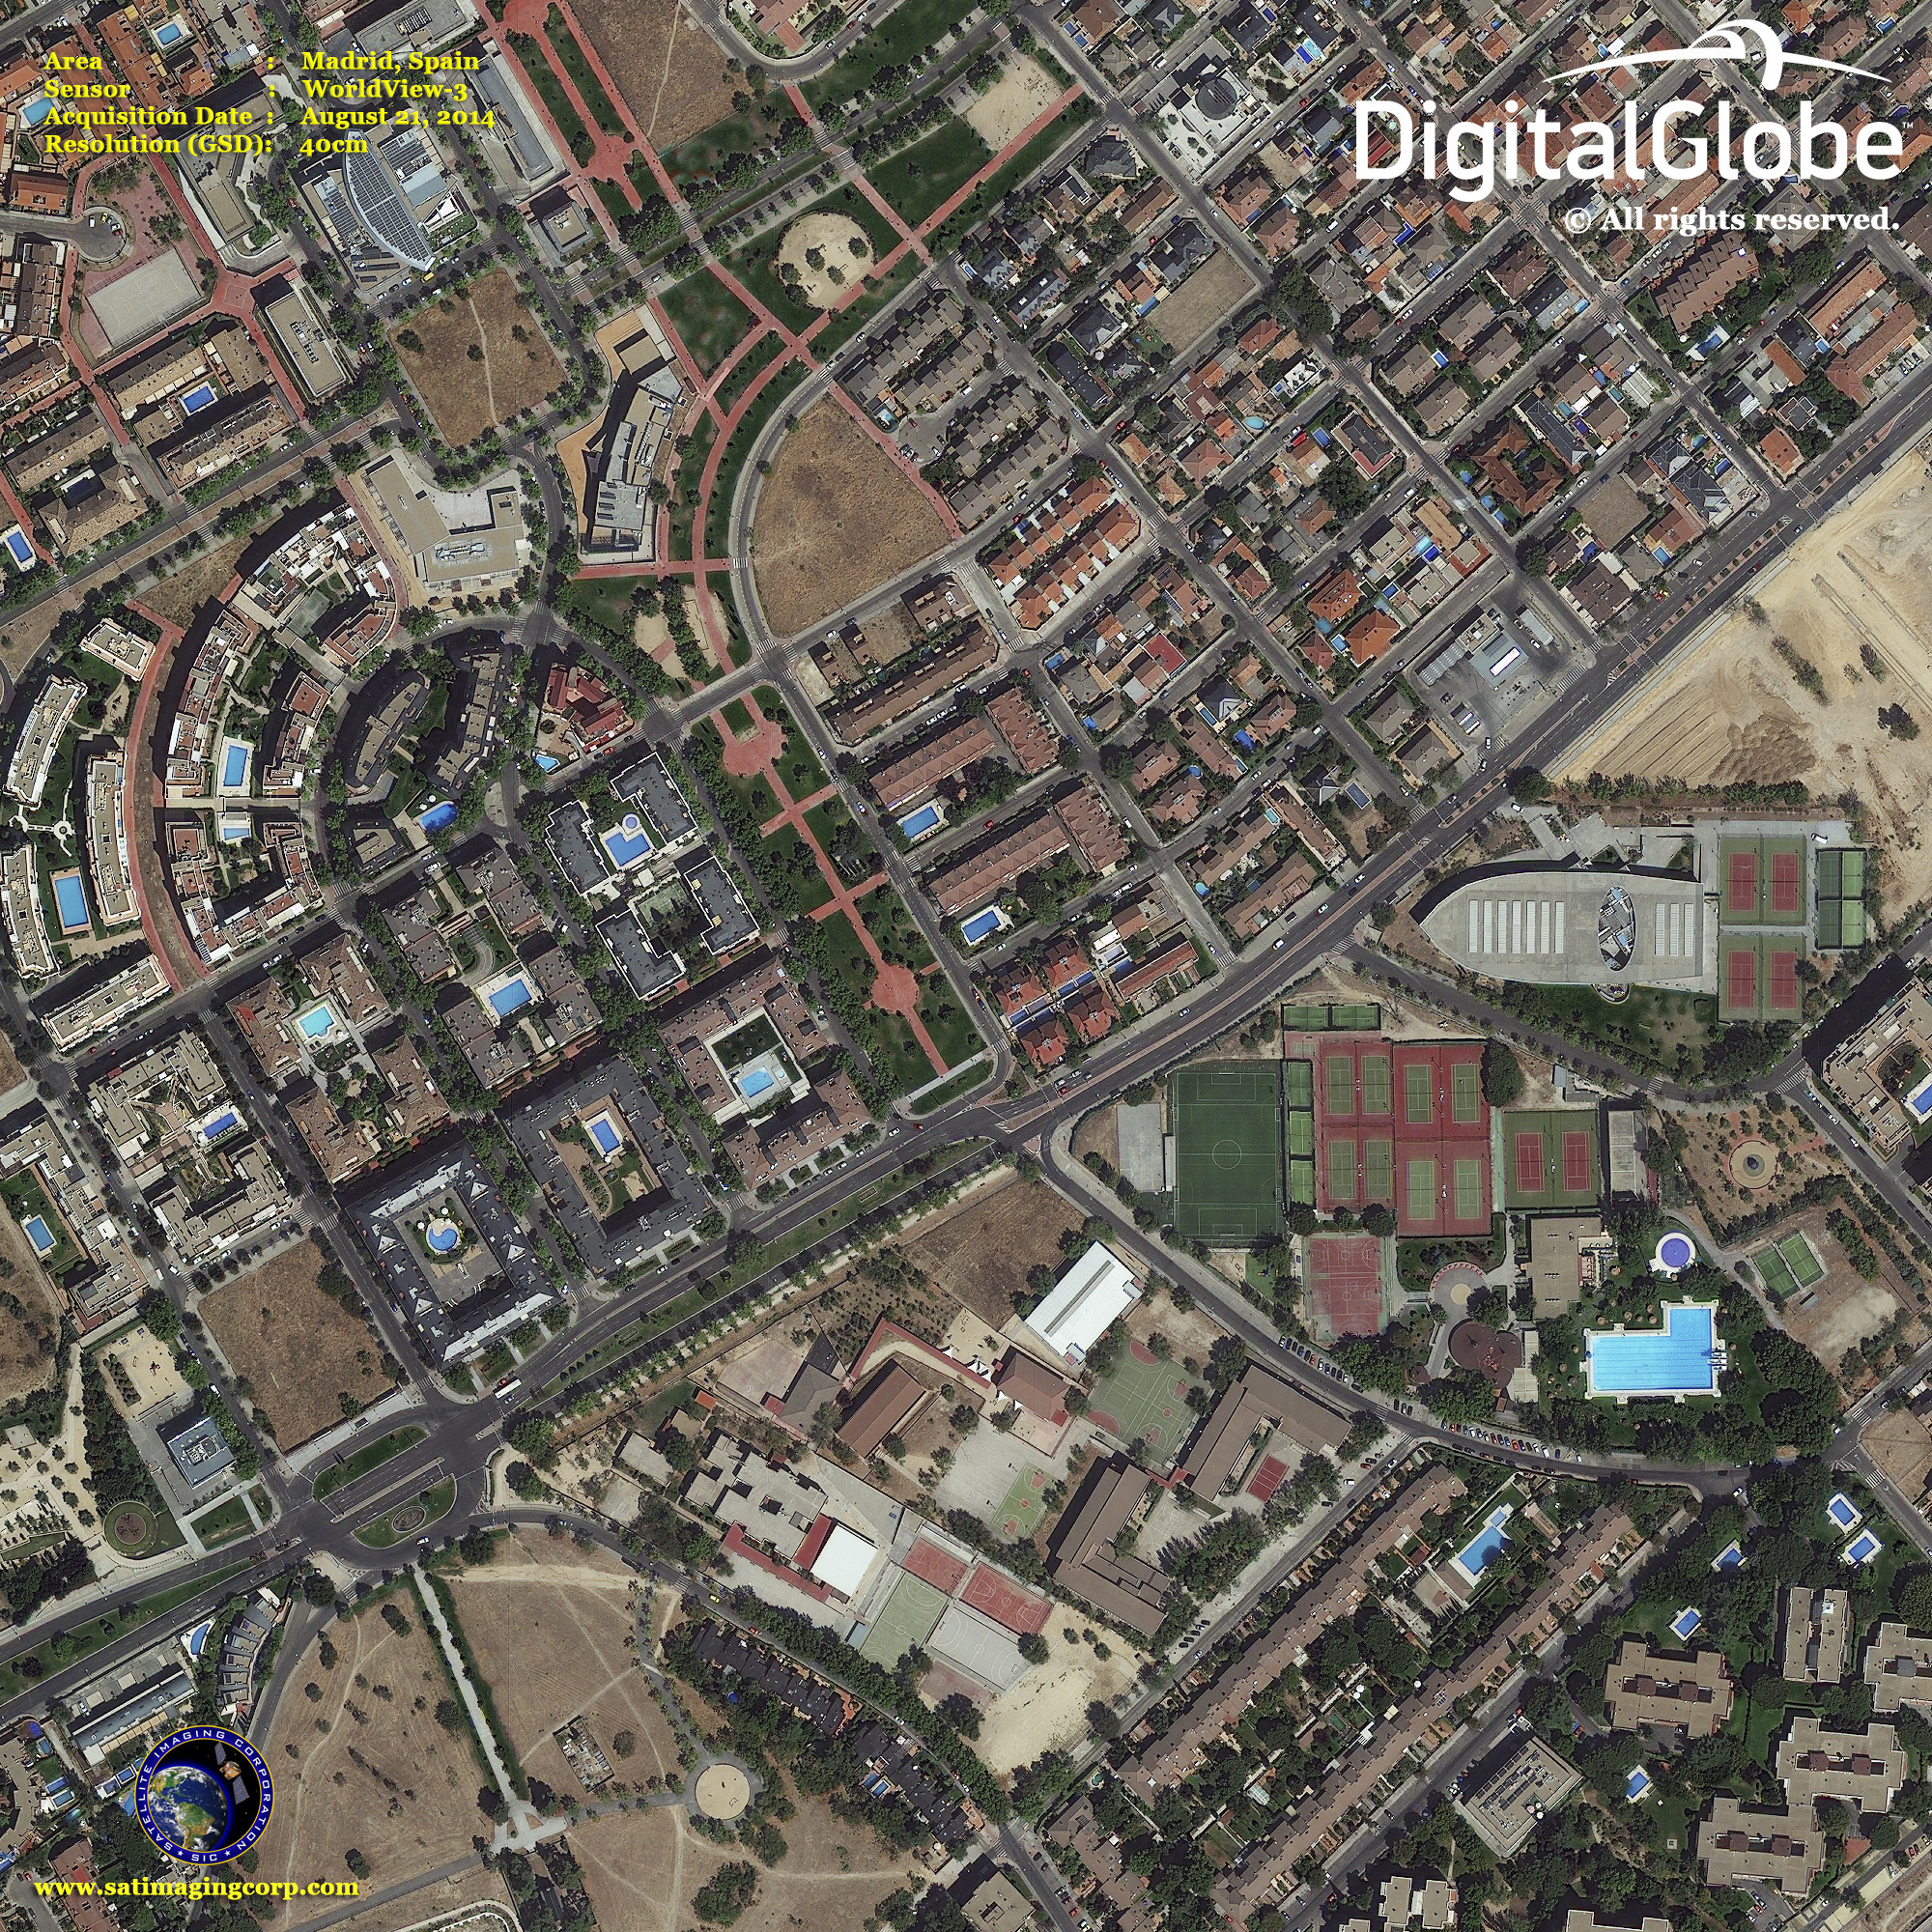 Area : Madrid, Spain
Sensor : WorldView-3
Acquisition Date : August 21, 2014
Resolution (GSD): 40cm
DigitalGlobe™
© All rights reserved.
SATELLITE IMAGING CORPORATION
★ SIC ★
www.satimagingcorp.com